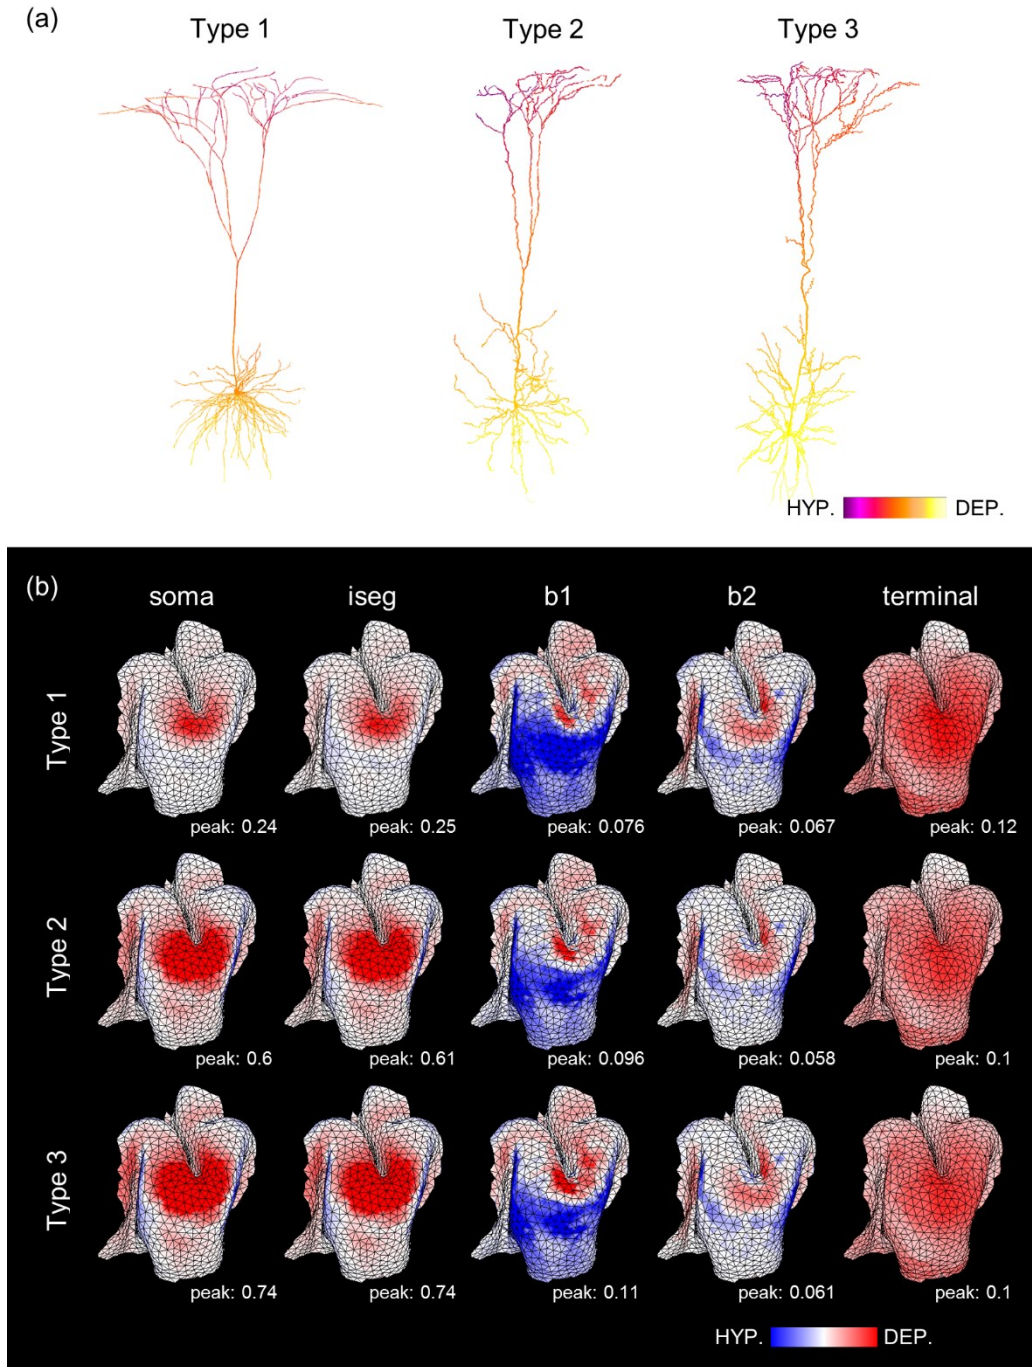 (a)
Type 1 Type 2 Type 3
HYP. DEP.
(b)
soma iseg b1 b2 terminal
Type 1
peak: 0.24 peak: 0.25 peak: 0.076 peak: 0.067 peak: 0.12
Type 2
peak: 0.6 peak: 0.61 peak: 0.096 peak: 0.058 peak: 0.1
Type 3
peak: 0.74 peak: 0.74 peak: 0.11 peak: 0.061 peak: 0.1
HYP. DEP.